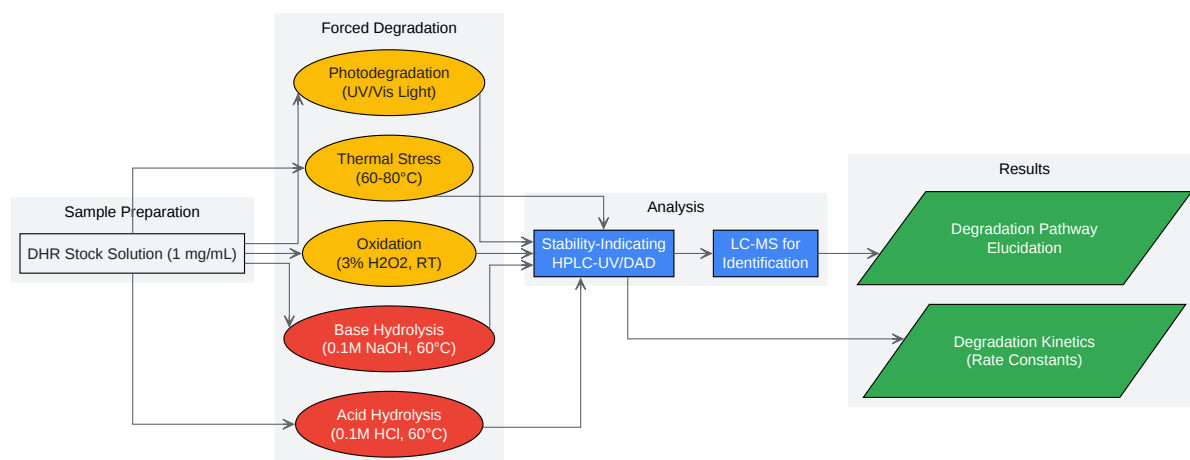 Sample Preparation
DHR Stock Solution (1 mg/mL)
Forced Degradation
Photodegradation
(UV/Vis Light)
Thermal Stress
(60-80°C)
Oxidation
(3% H2O2, RT)
Base Hydrolysis
(0.1M NaOH, 60°C)
Acid Hydrolysis
(0.1M HCl, 60°C)
Analysis
Stability-Indicating
HPLC-UV/DAD
LC-MS for
Identification
Results
Degradation Pathway
Elucidation
Degradation Kinetics
(Rate Constants)